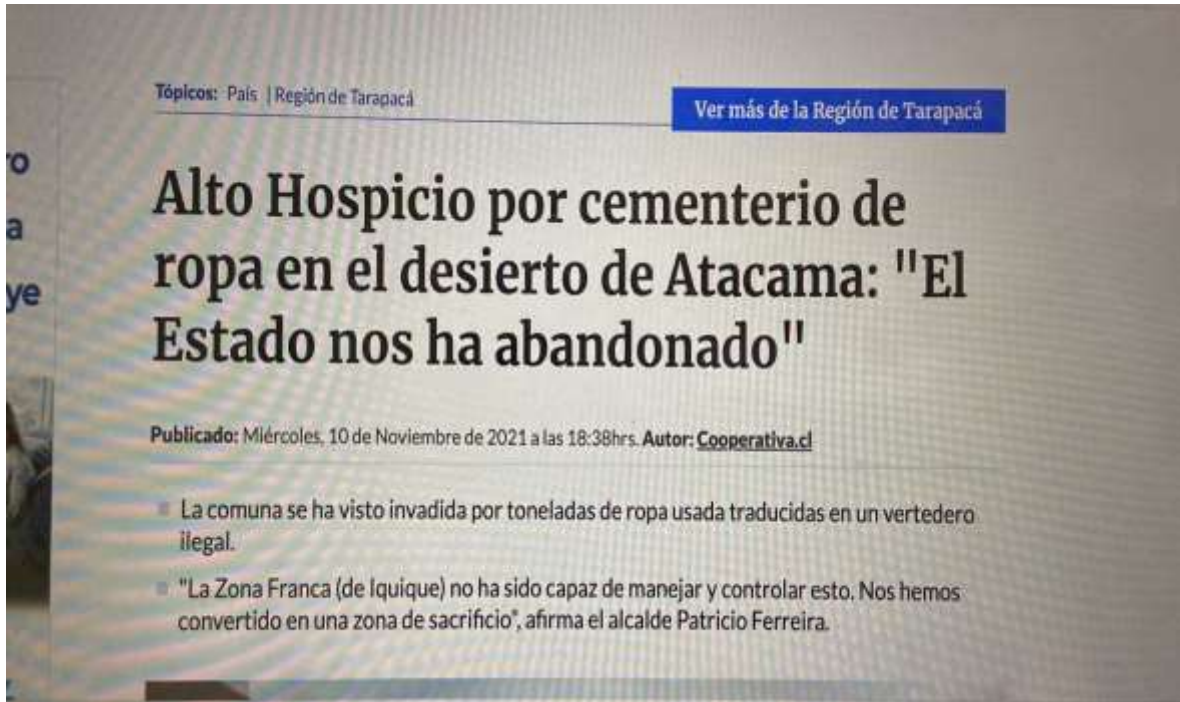 Tópicos: País | Región de Tarapacá
Ver más de la Región de Tarapacá
Alto Hospicio por cementerio de
ropa en el desierto de Atacama: "El
Estado nos ha abandonado"
Publicado: Miércoles, 10 de Noviembre de 2021 a las 18:38hrs. Autor: Cooperativa.cl
La comuna se ha visto invadida por toneladas de ropa usada traducidas en un vertedero
ilegal.
"La Zona Franca (de Iquique) no ha sido capaz de manejar y controlar esto. Nos hemos
convertido en una zona de sacrificio", afirma el alcalde Patricio Ferreira.